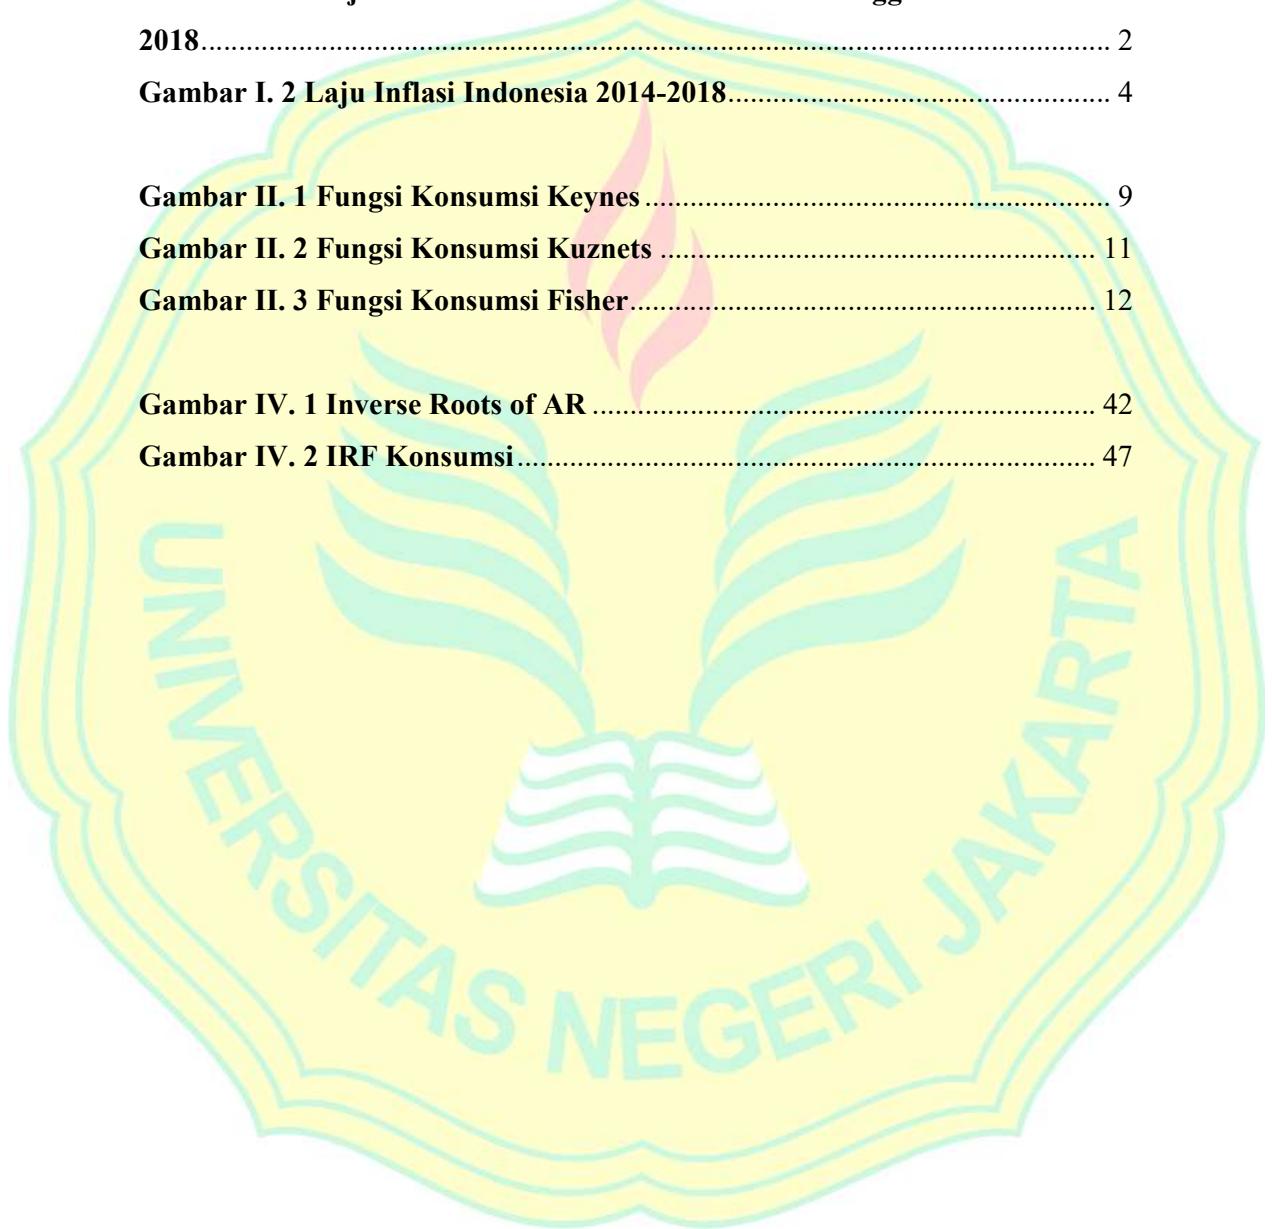 2018........................................................................................................................ 2
Gambar I. 2 Laju Inflasi Indonesia 2014-2018.................................................. 4
Gambar II. 1 Fungsi Konsumsi Keynes............................................................. 9
Gambar II. 2 Fungsi Konsumsi Kuznets ......................................................... 11
Gambar II. 3 Fungsi Konsumsi Fisher............................................................. 12
Gambar IV. 1 Inverse Roots of AR.................................................................. 42
Gambar IV. 2 IRF Konsumsi............................................................................ 47
UNIVERSITAS NEGERI JAKARTA